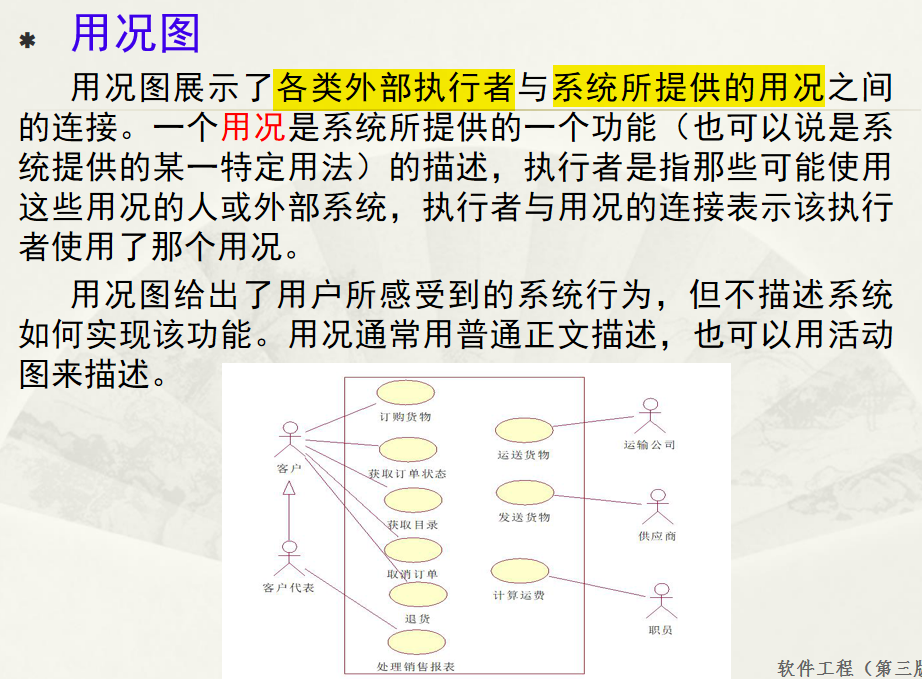 * 用况图
用况图展示了各类外部执行者与系统所提供的用况之间
的连接。一个用况是系统所提供的一个功能（也可以说是系
统提供的某一特定用法）的描述，执行者是指那些可能使用
这些用况的人或外部系统，执行者与用况的连接表示该执行
者使用了那个用况。
用况图给出了用户所感受到的系统行为，但不描述系统
如何实现该功能。用况通常用普通正文描述，也可以用活动
图来描述。
订购货物
客户
获取订单状态
获取目录
取消订单
客户代表
退货
处理销售报表
运送货物
运输公司
发送货物
供应商
计算运费
职员
软件工程（第三